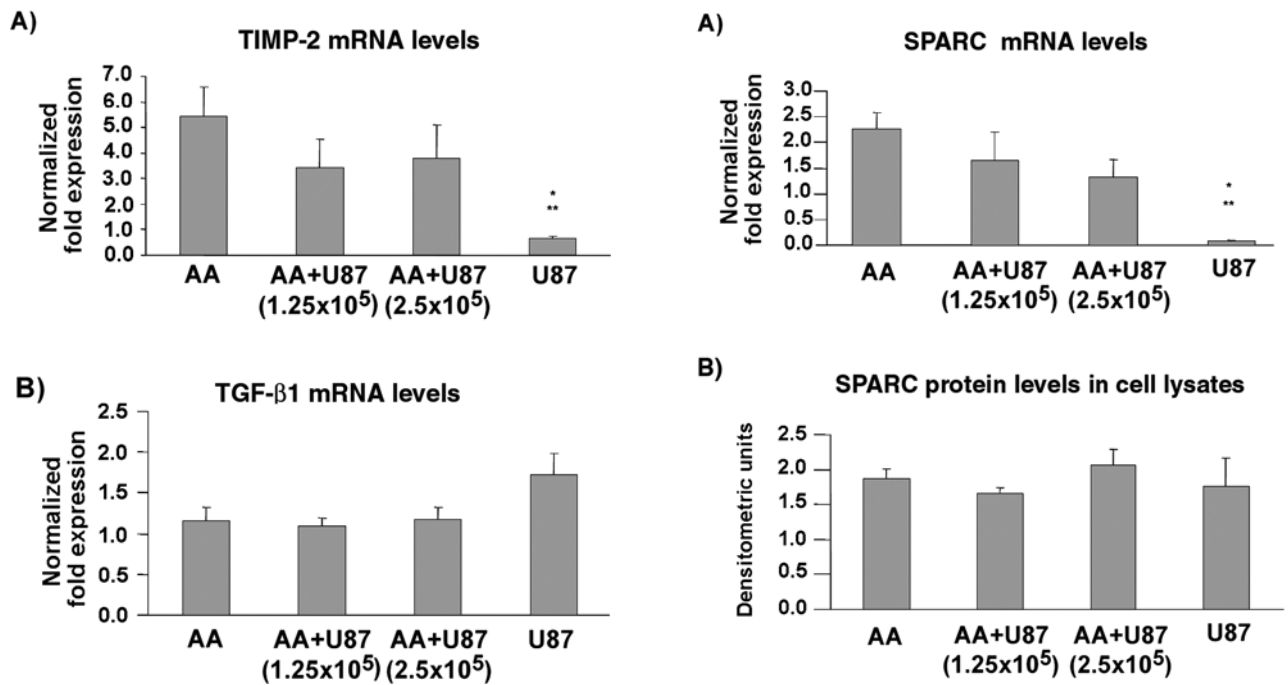 A)
TIMP-2 mRNA levels
Normalized
fold expression
7.0
6.0
5.0
4.0
3.0
2.0
1.0
0.0
*
**
AA
AA+U87
(1.25x10⁵)
AA+U87
(2.5x10⁵)
U87
B)
TGF-β1 mRNA levels
Normalized
fold expression
2.5
2.0
1.5
1.0
0.5
0.0
AA
AA+U87
(1.25x10⁵)
AA+U87
(2.5x10⁵)
U87
A)
SPARC mRNA levels
Normalized
fold expression
3.0
2.5
2.0
1.5
1.0
0.5
0.0
*
**
AA
AA+U87
(1.25x10⁵)
AA+U87
(2.5x10⁵)
U87
B)
SPARC protein levels in cell lysates
Densitometric units
2.5
2.0
1.5
1.0
0.5
0.0
AA
AA+U87
(1.25x10⁵)
AA+U87
(2.5x10⁵)
U87